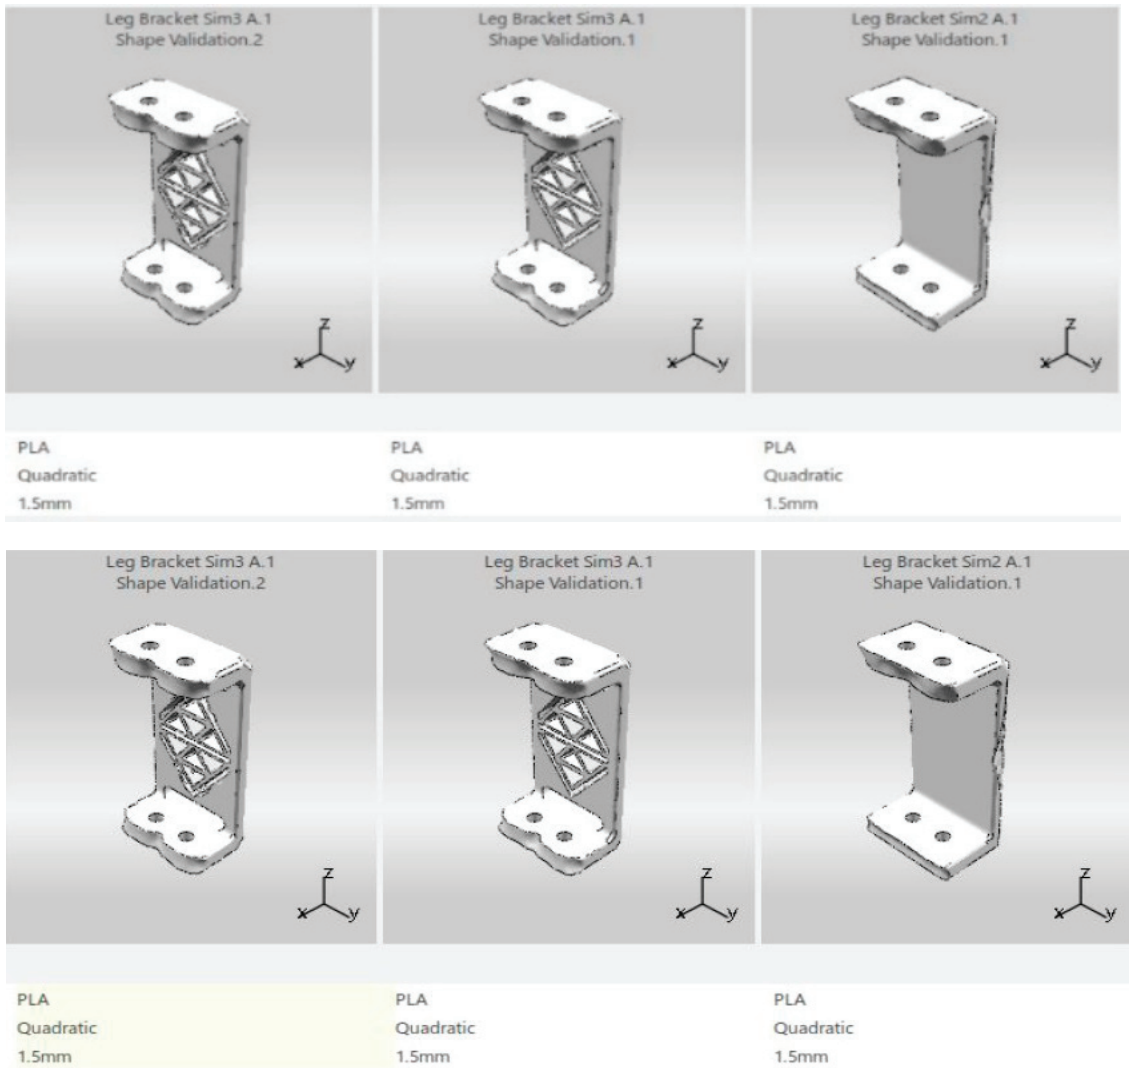 Leg Bracket Sim3 A.1
Shape Validation.2
Leg Bracket Sim3 A.1
Shape Validation.1
Leg Bracket Sim2 A.1
Shape Validation.1
z
x
y
z
x
y
z
x
y
PLA
Quadratic
1.5mm
PLA
Quadratic
1.5mm
PLA
Quadratic
1.5mm
Leg Bracket Sim3 A.1
Shape Validation.2
Leg Bracket Sim3 A.1
Shape Validation.1
Leg Bracket Sim2 A.1
Shape Validation.1
z
x
y
z
x
y
z
x
y
PLA
Quadratic
1.5mm
PLA
Quadratic
1.5mm
PLA
Quadratic
1.5mm